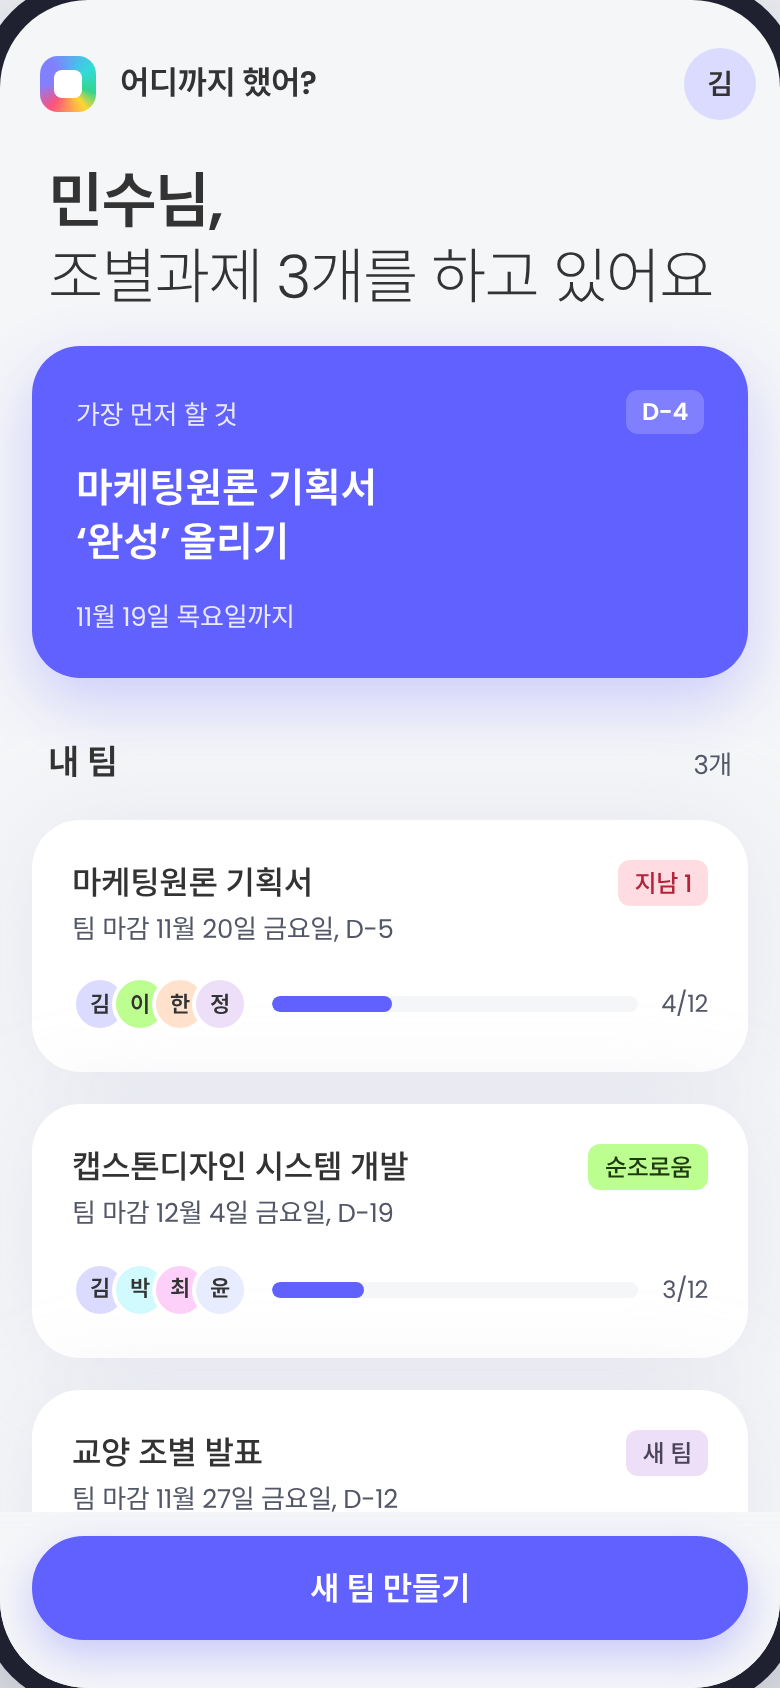 어디까지 했어?
김
민수님,
조별과제 3개를 하고 있어요
가장 먼저 할 것
D-4
마케팅원론 기획서
‘완성’ 올리기
11월 19일 목요일까지
내 팀
3개
마케팅원론 기획서
지남 1
팀 마감 11월 20일 금요일, D-5
김 이 한 정
4/12
캡스톤디자인 시스템 개발
순조로움
팀 마감 12월 4일 금요일, D-19
김 박 최 윤
3/12
교양 조별 발표
새 팀
팀 마감 11월 27일 금요일, D-12
새 팀 만들기